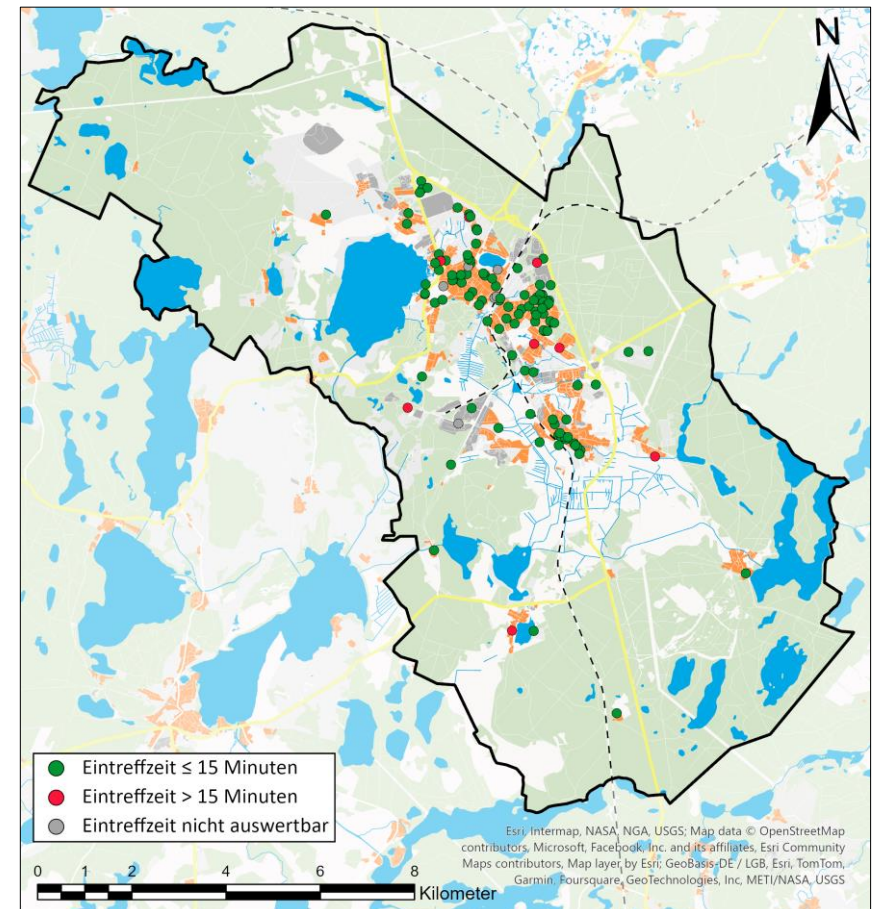 N
Eintreffzeit ≤ 15 Minuten
Eintreffzeit > 15 Minuten
Eintreffzeit nicht auswertbar
Esri, Intermap, NASA, NGA, USGS; Map data © OpenStreetMap
contributors, Microsoft, Facebook, Inc. and its affiliates, Esri Community
Maps contributors, Map layer by Esri; GeoBasis-DE / LGB, Esri, TomTom,
Garmin, Foursquare, GeoTechnologies, Inc, METI/NASA, USGS
0 1 2 4 6 8
Kilometer